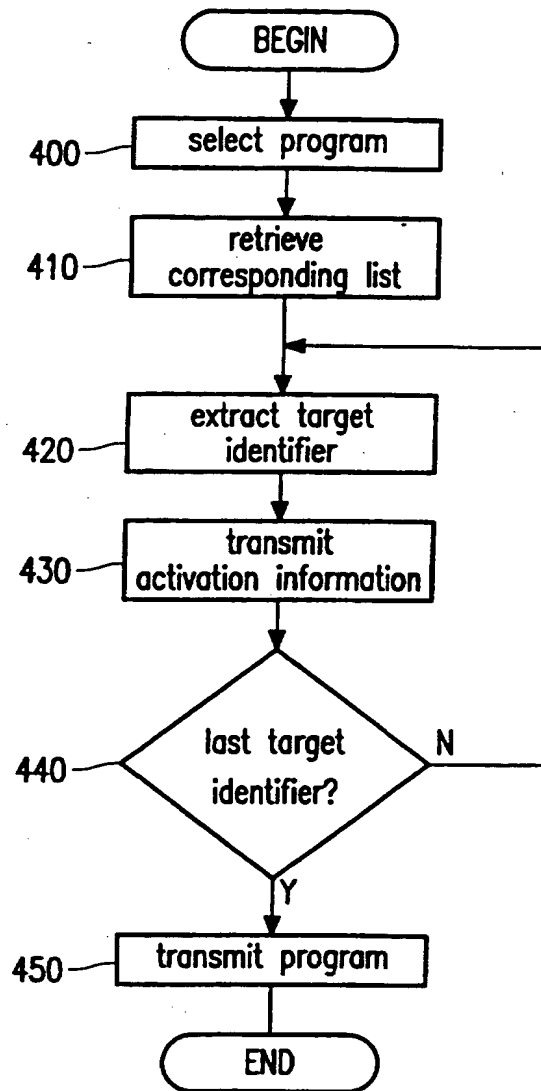 BEGIN
400
select program
410
retrieve
corresponding list
420
extract target
identifier
430
transmit
activation information
440
last target
identifier?
N
Y
450
transmit program
END